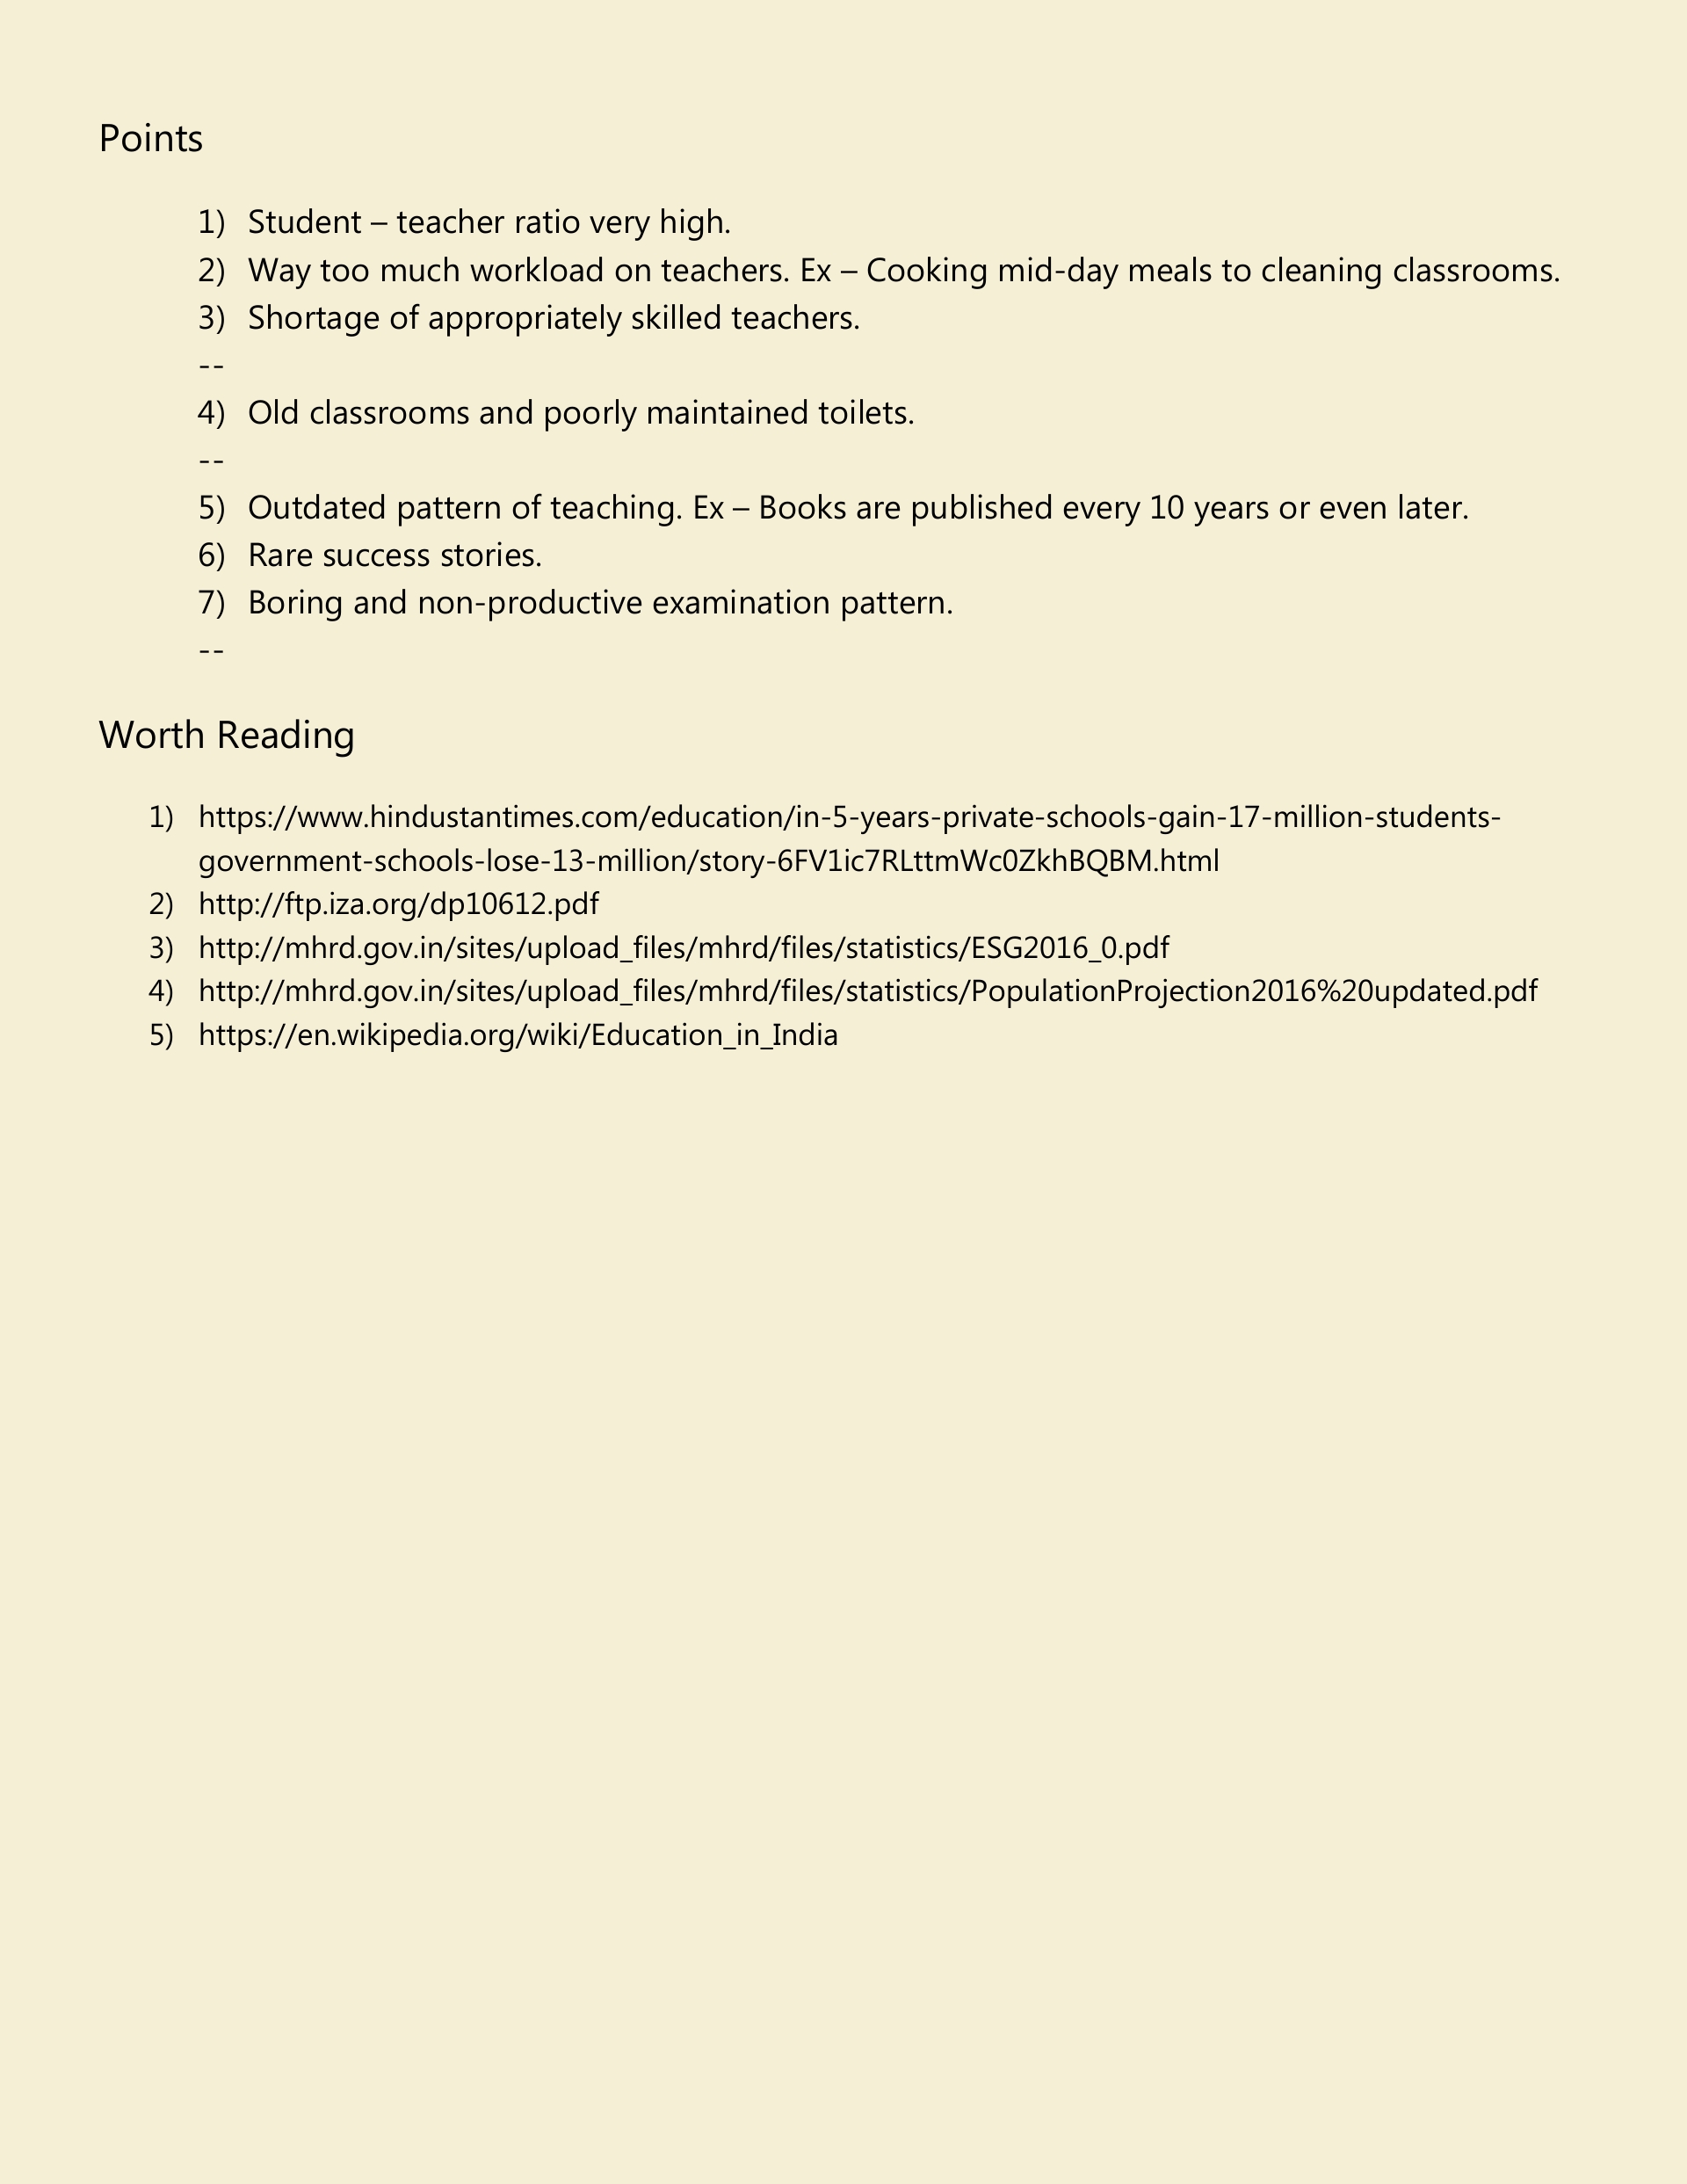 Points
1) Student – teacher ratio very high.
2) Way too much workload on teachers. Ex – Cooking mid-day meals to cleaning classrooms.
3) Shortage of appropriately skilled teachers.
--
4) Old classrooms and poorly maintained toilets.
--
5) Outdated pattern of teaching. Ex – Books are published every 10 years or even later.
6) Rare success stories.
7) Boring and non-productive examination pattern.
--
Worth Reading
1) https://www.hindustantimes.com/education/in-5-years-private-schools-gain-17-million-students-
government-schools-lose-13-million/story-6FV1ic7RLttmWc0ZkhBQBM.html
2) http://ftp.iza.org/dp10612.pdf
3) http://mhrd.gov.in/sites/upload_files/mhrd/files/statistics/ESG2016_0.pdf
4) http://mhrd.gov.in/sites/upload_files/mhrd/files/statistics/PopulationProjection2016%20updated.pdf
5) https://en.wikipedia.org/wiki/Education_in_India